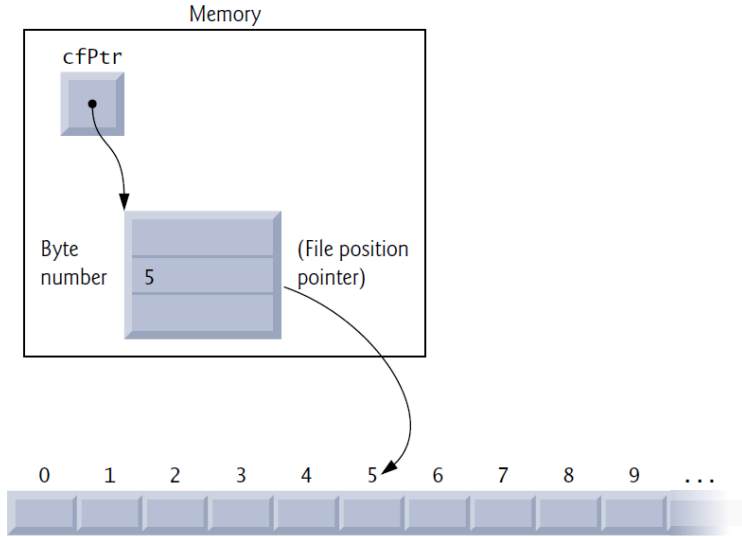 Memory
cfPtr
Byte
number
5
(File position
pointer)
0 1 2 3 4 5 6 7 8 9 ...